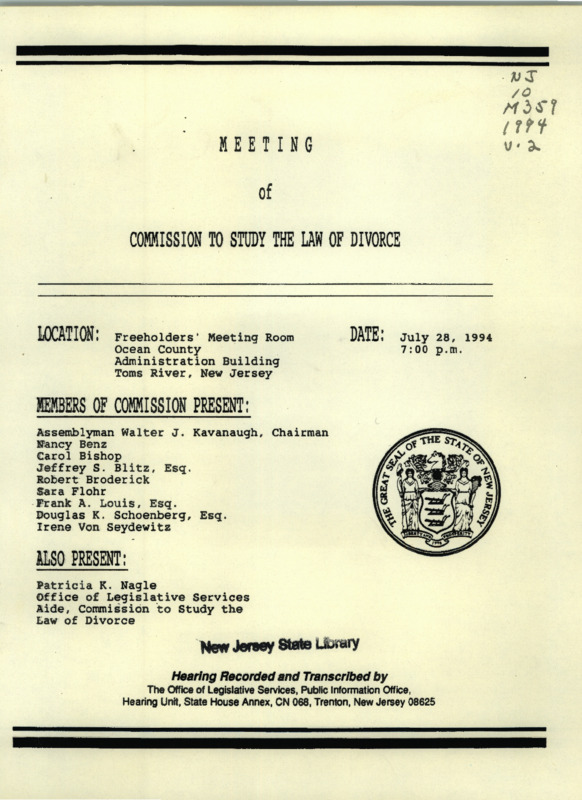 NJ
10
M359
1994
v.2
MEETING
of
COMMISSION TO STUDY THE LAW OF DIVORCE
LOCATION: Freeholders' Meeting Room
Ocean County
Administration Building
Toms River, New Jersey
DATE: July 28, 1994
7:00 p.m.
MEMBERS OF COMMISSION PRESENT:
Assemblyman Walter J. Kavanaugh, Chairman
Nancy Benz
Carol Bishop
Jeffrey S. Blitz, Esq.
Robert Broderick
Sara Flohr
Frank A. Louis, Esq.
Douglas K. Schoenberg, Esq.
Irene Von Seydewitz
THE GREAT SEAL OF THE STATE OF NEW JERSEY
LIBERTY AND PROSPERITY
ALSO PRESENT:
Patricia K. Nagle
Office of Legislative Services
Aide, Commission to Study the
Law of Divorce
New Jersey State Library
Hearing Recorded and Transcribed by
The Office of Legislative Services, Public Information Office,
Hearing Unit, State House Annex, CN 068, Trenton, New Jersey 08625